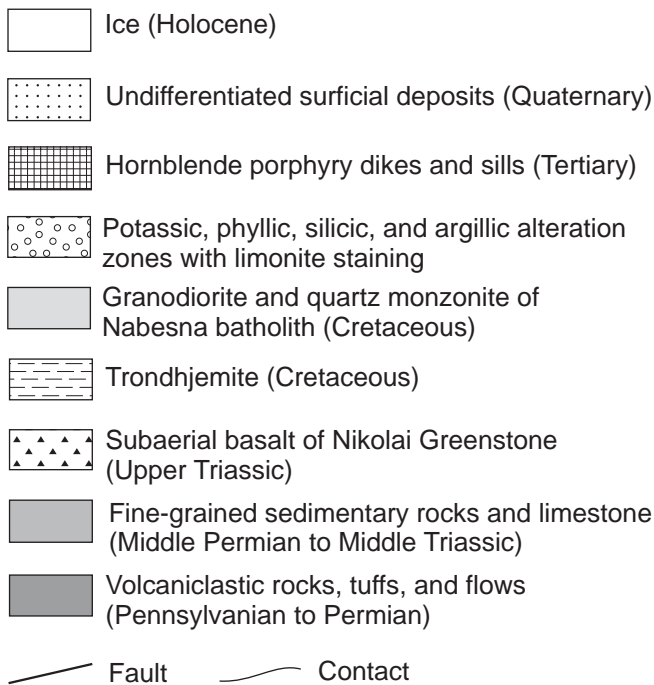 Ice (Holocene)
Undifferentiated surficial deposits (Quaternary)
Hornblende porphyry dikes and sills (Tertiary)
Potassic, phyllic, silicic, and argillic alteration
zones with limonite staining
Granodiorite and quartz monzonite of
Nabesna batholith (Cretaceous)
Trondhjemite (Cretaceous)
Subaerial basalt of Nikolai Greenstone
(Upper Triassic)
Fine-grained sedimentary rocks and limestone
(Middle Permian to Middle Triassic)
Volcaniclastic rocks, tuffs, and flows
(Pennsylvanian to Permian)
Fault Contact